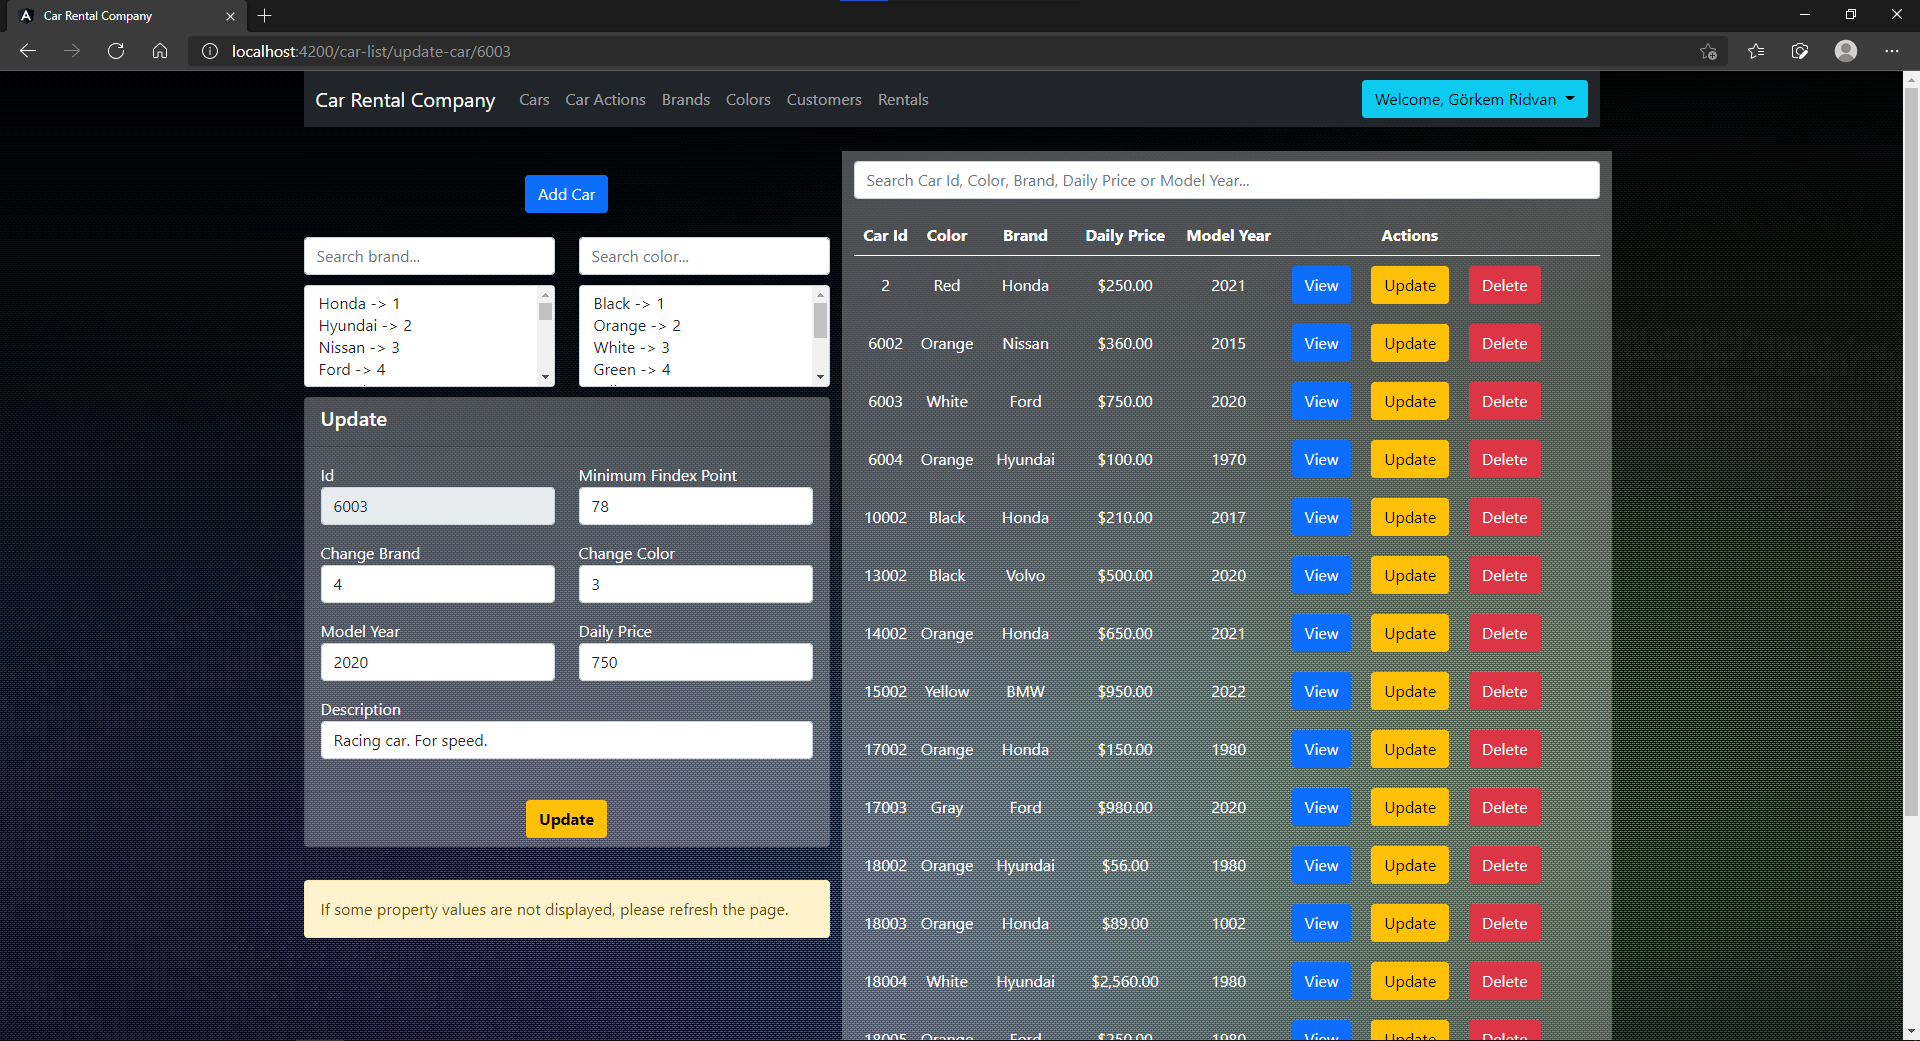 Car Rental Company
localhost:4200/car-list/update-car/6003
Car Rental Company Cars Car Actions Brands Colors Customers Rentals Welcome, Görkem Ridvan
Add Car
Search brand... Search color...
Honda -> 1
Hyundai -> 2
Nissan -> 3
Ford -> 4
Black -> 1
Orange -> 2
White -> 3
Green -> 4
Update
Id Minimum Findex Point
6003 78
Change Brand Change Color
4 3
Model Year Daily Price
2020 750
Description
Racing car. For speed.
Update
If some property values are not displayed, please refresh the page.
Search Car Id, Color, Brand, Daily Price or Model Year...
Car Id Color Brand Daily Price Model Year Actions
2 Red Honda $250.00 2021 View Update Delete
6002 Orange Nissan $360.00 2015 View Update Delete
6003 White Ford $750.00 2020 View Update Delete
6004 Orange Hyundai $100.00 1970 View Update Delete
10002 Black Honda $210.00 2017 View Update Delete
13002 Black Volvo $500.00 2020 View Update Delete
14002 Orange Honda $650.00 2021 View Update Delete
15002 Yellow BMW $950.00 2022 View Update Delete
17002 Orange Honda $150.00 1980 View Update Delete
17003 Gray Ford $980.00 2020 View Update Delete
18002 Orange Hyundai $56.00 1980 View Update Delete
18003 Orange Honda $89.00 1002 View Update Delete
18004 White Hyundai $2,560.00 1980 View Update Delete
18005 Orange Ford $250.00 1980 View Update Delete